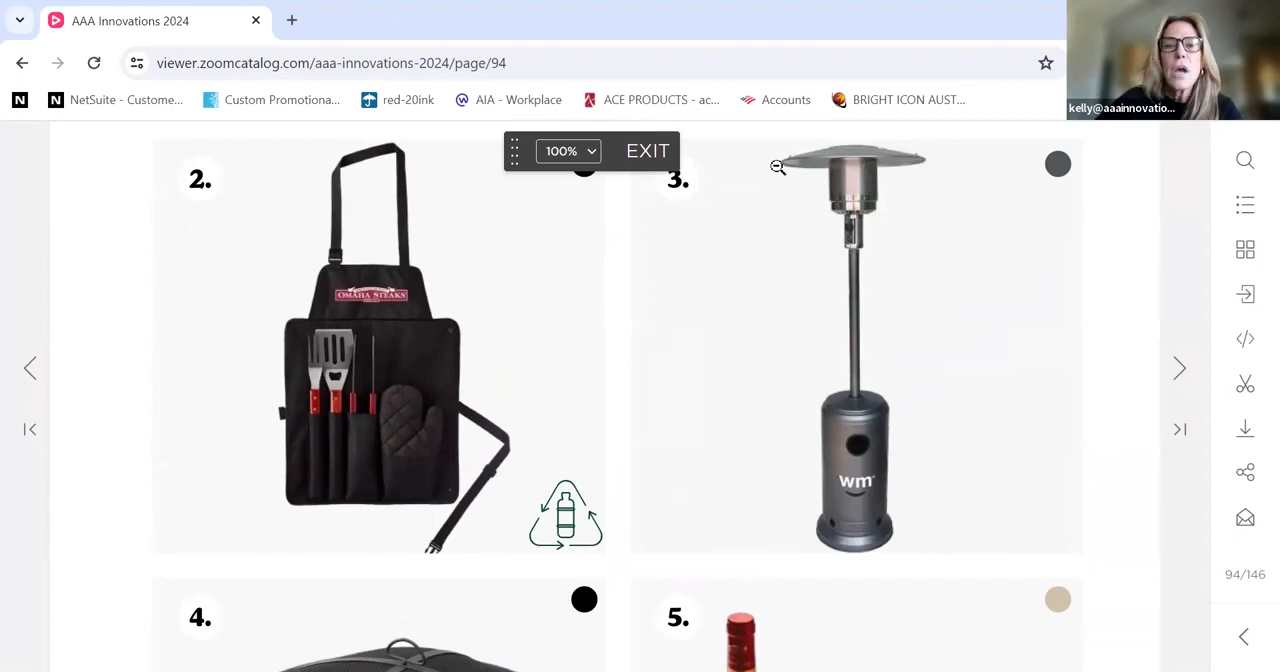 AAA Innovations 2024
viewer.zoomcatalog.com/aaa-innovations-2024/page/94
NetSuite - Custome...
Custom Promotiona...
red-20ink
AIA - Workplace
ACE PRODUCTS - ac...
Accounts
BRIGHT ICON AUST...
kelly@aaainnovatio...
100%
EXIT
2.
3.
OMAHA STEAKS
wm
4.
5.
94/146